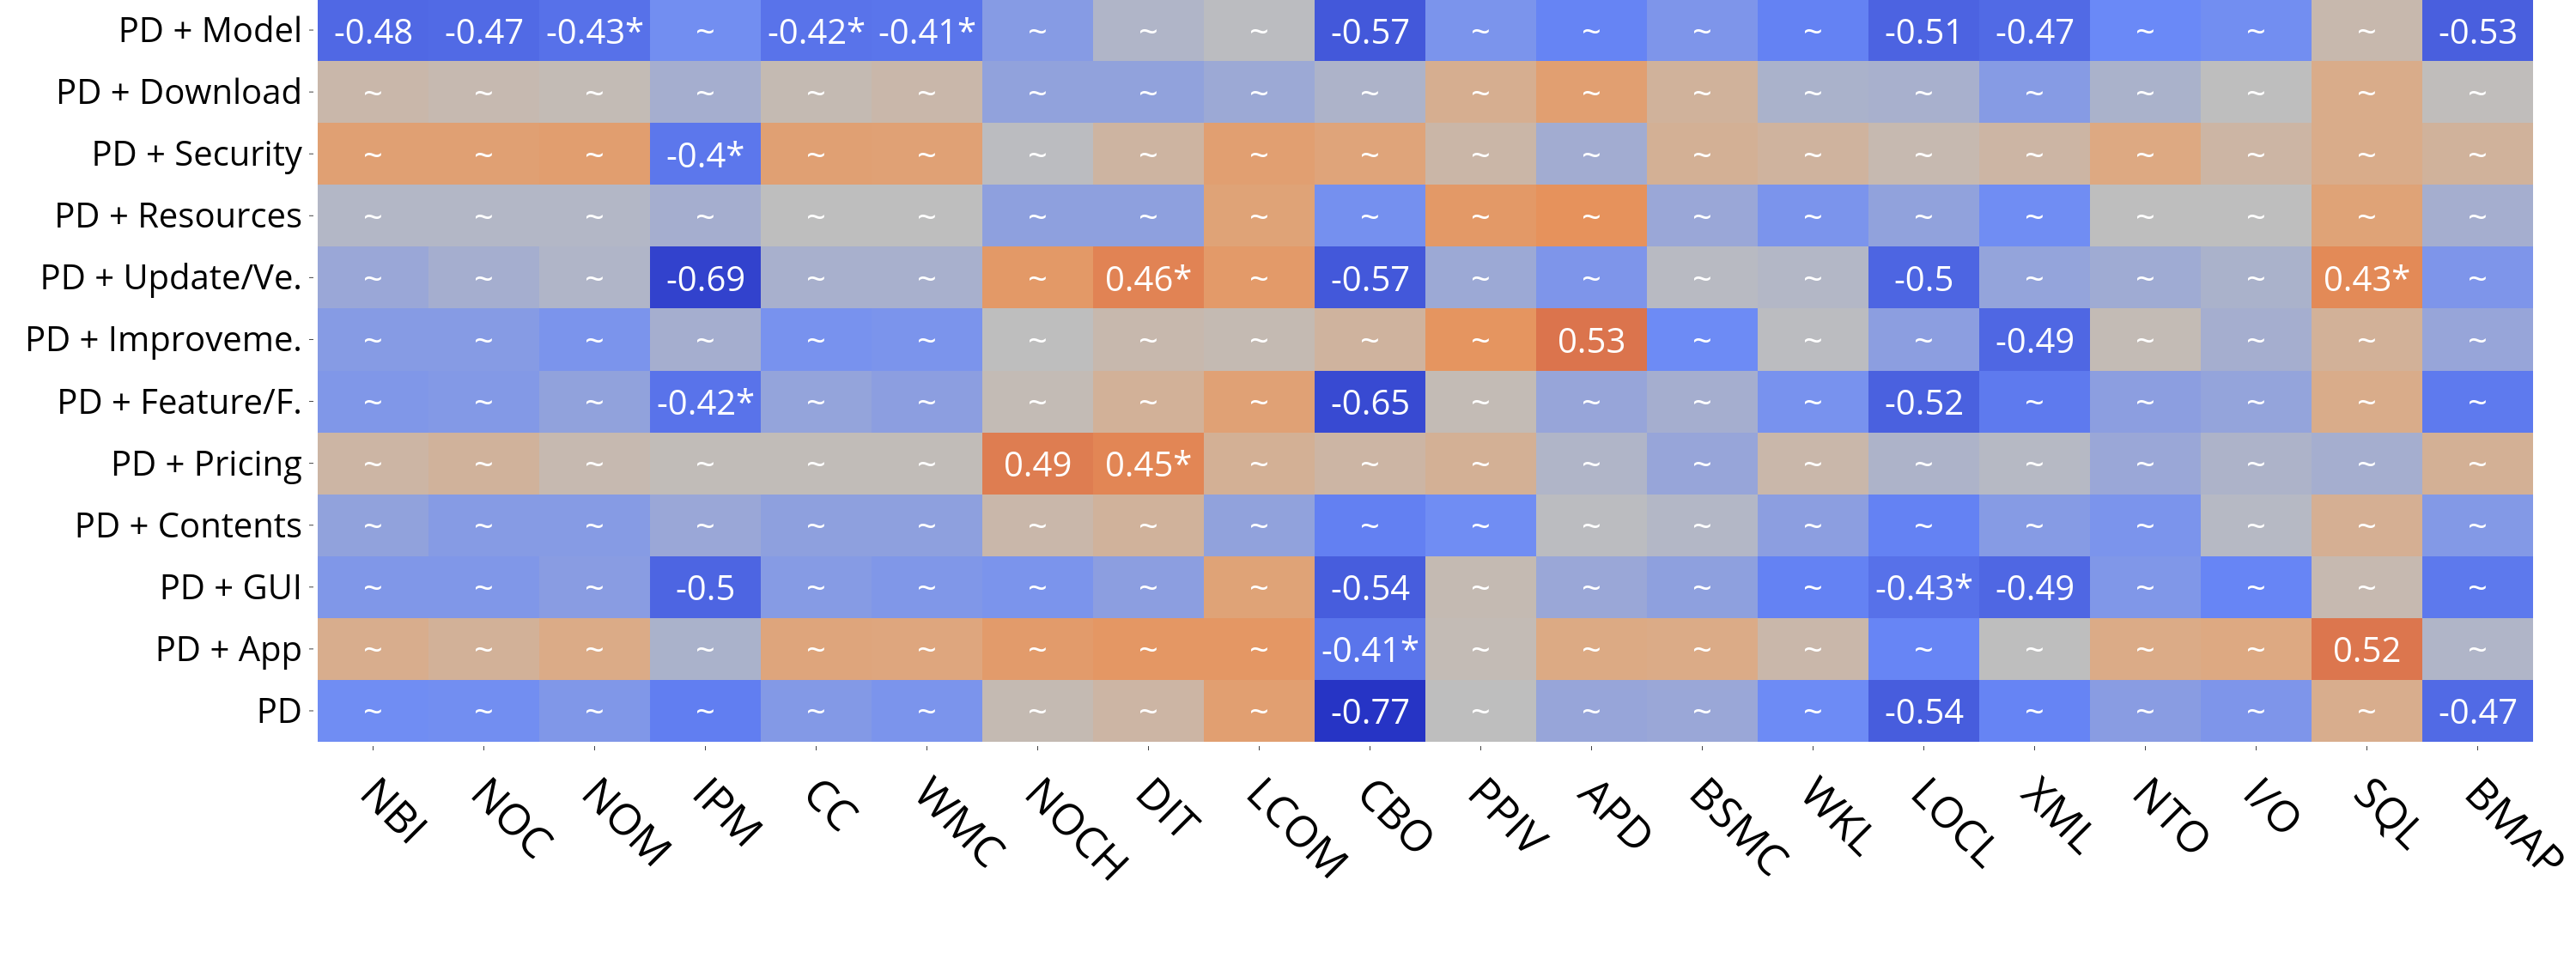 PD + Model -0.48 -0.47 -0.43* ~ -0.42* -0.41* ~ ~ ~ -0.57 ~ ~ ~ ~ -0.51 -0.47 ~ ~ ~ -0.53
PD + Download ~ ~ ~ ~ ~ ~ ~ ~ ~ ~ ~ ~ ~ ~ ~ ~ ~ ~ ~ ~
PD + Security ~ ~ ~ -0.4* ~ ~ ~ ~ ~ ~ ~ ~ ~ ~ ~ ~ ~ ~ ~ ~
PD + Resources ~ ~ ~ ~ ~ ~ ~ ~ ~ ~ ~ ~ ~ ~ ~ ~ ~ ~ ~ ~
PD + Update/Ve. ~ ~ ~ -0.69 ~ ~ ~ 0.46* ~ -0.57 ~ ~ ~ ~ -0.5 ~ ~ ~ 0.43* ~
PD + Improveme. ~ ~ ~ ~ ~ ~ ~ ~ ~ ~ ~ 0.53 ~ ~ ~ -0.49 ~ ~ ~ ~
PD + Feature/F. ~ ~ ~ -0.42* ~ ~ ~ ~ ~ -0.65 ~ ~ ~ ~ -0.52 ~ ~ ~ ~ ~
PD + Pricing ~ ~ ~ ~ ~ ~ 0.49 0.45* ~ ~ ~ ~ ~ ~ ~ ~ ~ ~ ~ ~
PD + Contents ~ ~ ~ ~ ~ ~ ~ ~ ~ ~ ~ ~ ~ ~ ~ ~ ~ ~ ~ ~
PD + GUI ~ ~ ~ -0.5 ~ ~ ~ ~ ~ -0.54 ~ ~ ~ ~ -0.43* -0.49 ~ ~ ~ ~
PD + App ~ ~ ~ ~ ~ ~ ~ ~ ~ -0.41* ~ ~ ~ ~ ~ ~ ~ ~ 0.52 ~
PD ~ ~ ~ ~ ~ ~ ~ ~ ~ -0.77 ~ ~ ~ ~ -0.54 ~ ~ ~ ~ -0.47
NBI NOC NOM IPM CC WMC NOCH DIT LCOM CBO PPIV APD BSMC WKL LOCL XML NTO I/O SQL BMAP